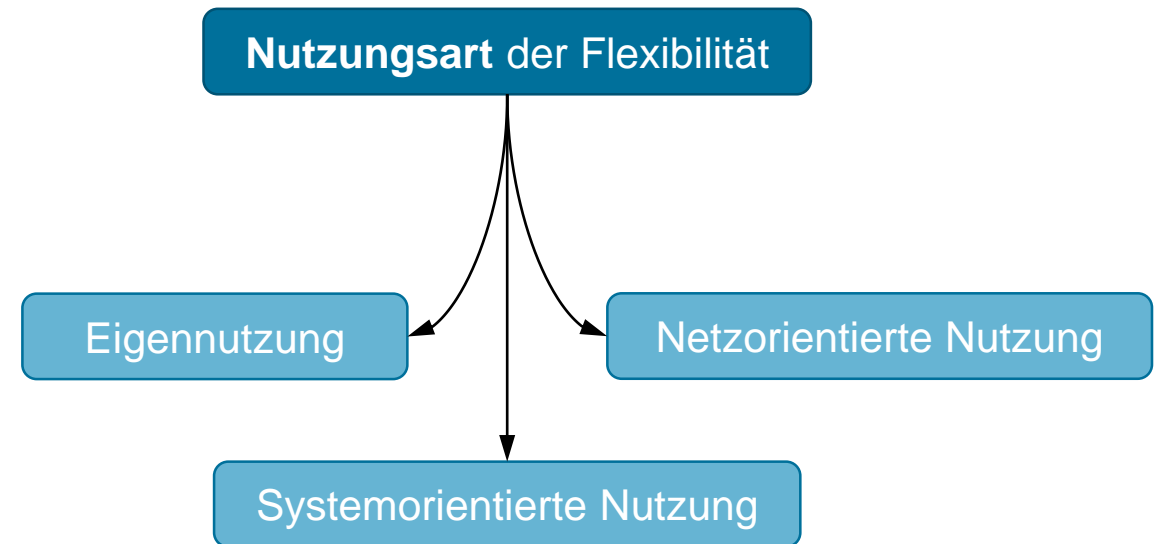 Nutzungsart der Flexibilität
Eigennutzung
Netzorientierte Nutzung
Systemorientierte Nutzung